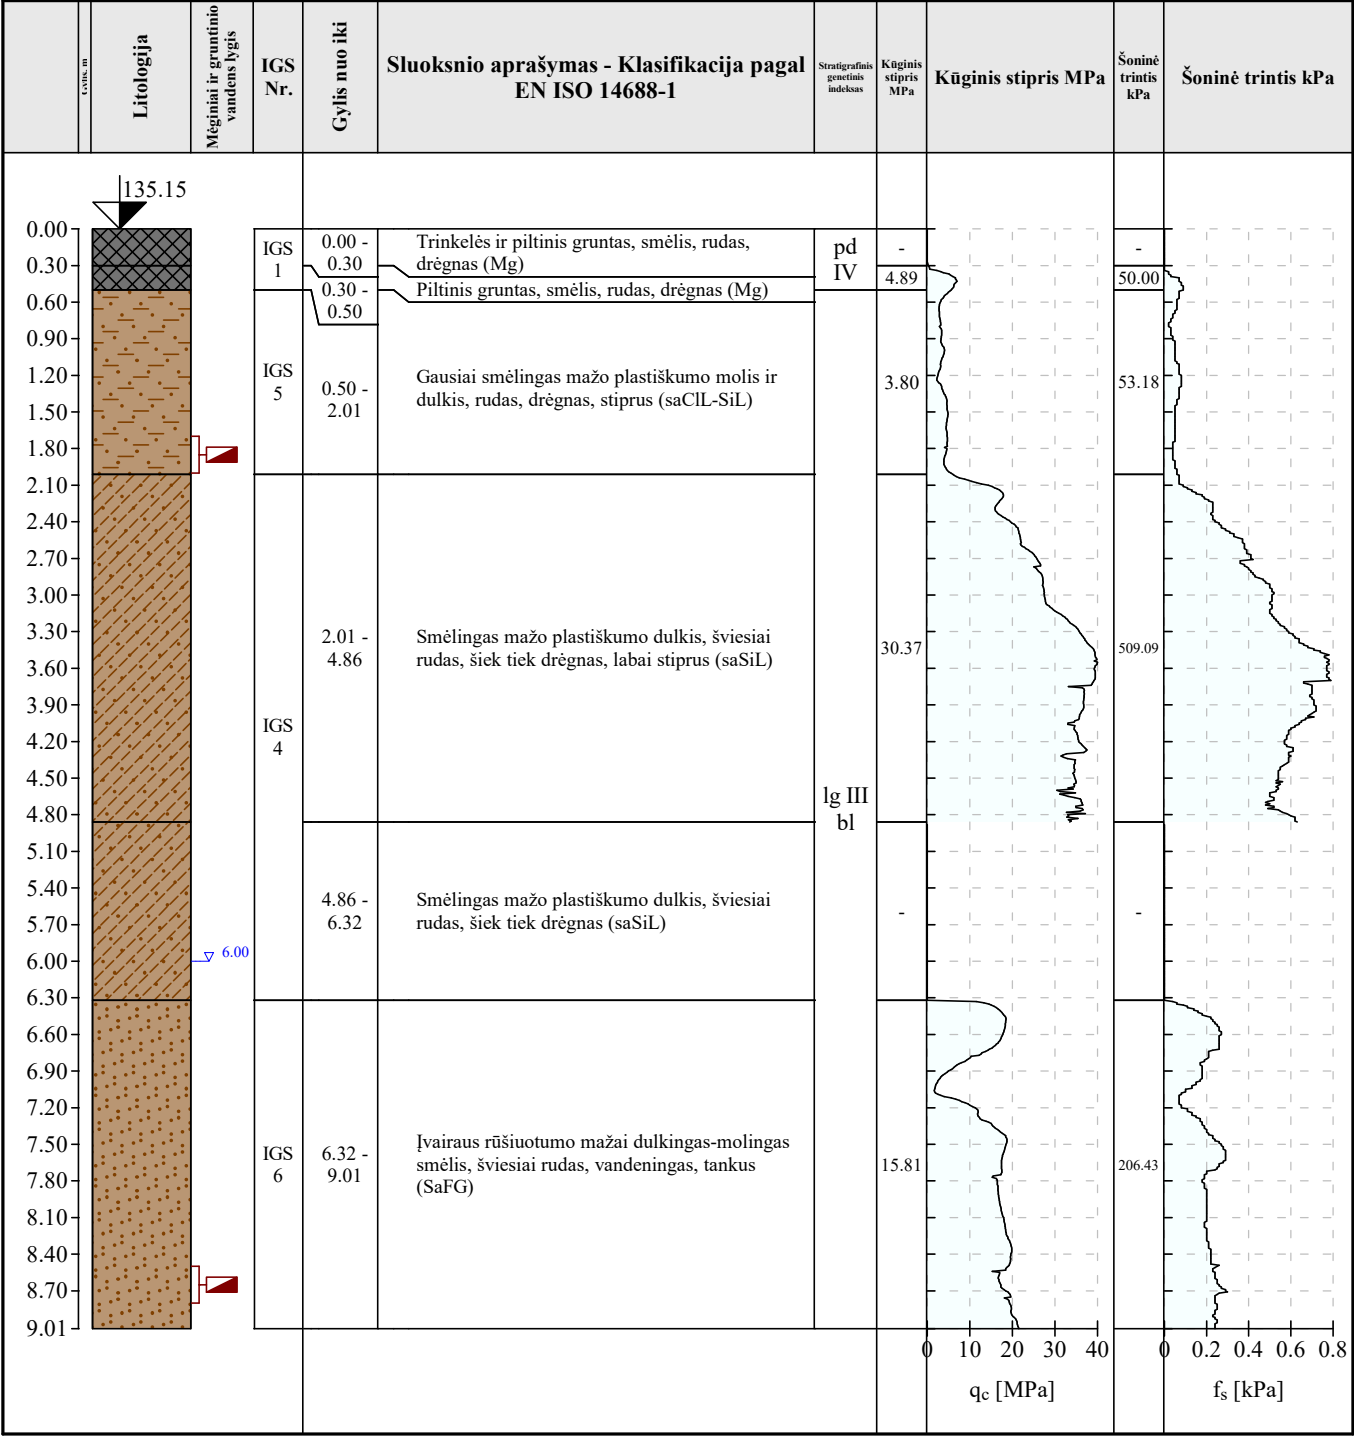 Gylis, m
Litologija
Mėginiai ir gruntinio
vandens lygis
IGS
Nr.
Gylis nuo iki
Sluoksnio aprašymas - Klasifikacija pagal
EN ISO 14688-1
Stratigrafinis
genetinis
indeksas
Kūginis
stipris
MPa
Kūginis stipris MPa
Šoninė
trintis
kPa
Šoninė trintis kPa
135.15
0.00
0.30
0.60
0.90
1.20
1.50
1.80
2.10
2.40
2.70
3.00
3.30
3.60
3.90
4.20
4.50
4.80
5.10
5.40
5.70
6.00
6.30
6.60
6.90
7.20
7.50
7.80
8.10
8.40
8.70
9.01
6.00
IGS
1
0.00 -
0.30
Trinkelės ir piltinis gruntas, smėlis, rudas,
drėgnas (Mg)
pd
IV
-
-
0.30 -
0.50
Piltinis gruntas, smėlis, rudas, drėgnas (Mg)
4.89
50.00
IGS
5
0.50 -
2.01
Gausiai smėlingas mažo plastiškumo molis ir
dulkis, rudas, drėgnas, stiprus (saClL-SiL)
3.80
53.18
IGS
4
2.01 -
4.86
Smėlingas mažo plastiškumo dulkis, šviesiai
rudas, šiek tiek drėgnas, labai stiprus (saSiL)
30.37
509.09
lg III
bl
4.86 -
6.32
Smėlingas mažo plastiškumo dulkis, šviesiai
rudas, šiek tiek drėgnas (saSiL)
-
-
IGS
6
6.32 -
9.01
Įvairaus rūšiuotumo mažai dulkingas-molingas
smėlis, šviesiai rudas, vandeningas, tankus
(SaFG)
15.81
206.43
0 10 20 30 40
qc [MPa]
0 0.2 0.4 0.6 0.8
fs [kPa]